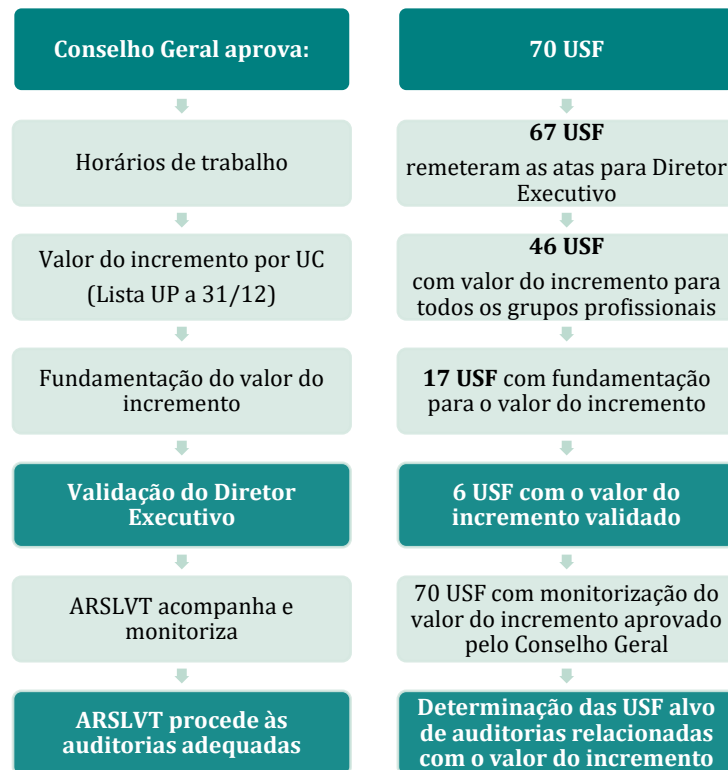 Conselho Geral aprova:
Horários de trabalho
Valor do incremento por UC
(Lista UP a 31/12)
Fundamentação do valor do
incremento
Validação do Diretor
Executivo
ARSLVT acompanha e
monitoriza
ARSLVT procede às
auditorias adequadas
70 USF
67 USF
remeteram as atas para Diretor
Executivo
46 USF
com valor do incremento para
todos os grupos profissionais
17 USF com fundamentação
para o valor do incremento
6 USF com o valor do
incremento validado
70 USF com monitorização do
valor do incremento aprovado
pelo Conselho Geral
Determinação das USF alvo
de auditorias relacionadas
com o valor do incremento